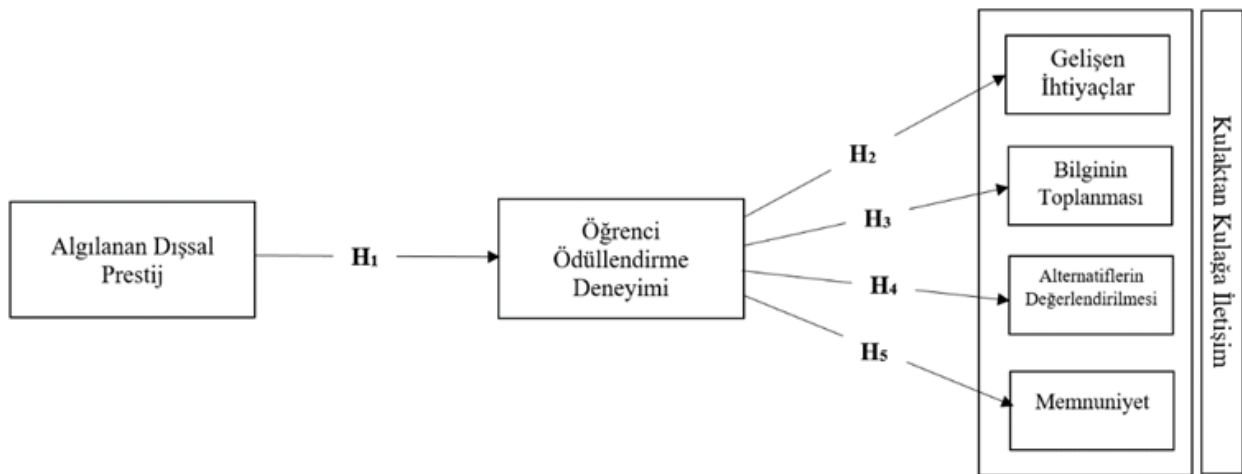 Algılanan Dışsal
Prestij
H₁
Öğrenci
Ödüllendirme
Deneyimi
H₂
H₃
H₄
H₅
Gelişen
İhtiyaçlar
Bilginin
Toplanması
Alternatiflerin
Değerlendirilmesi
Memnuniyet
Kulaktan Kulağa İletişim